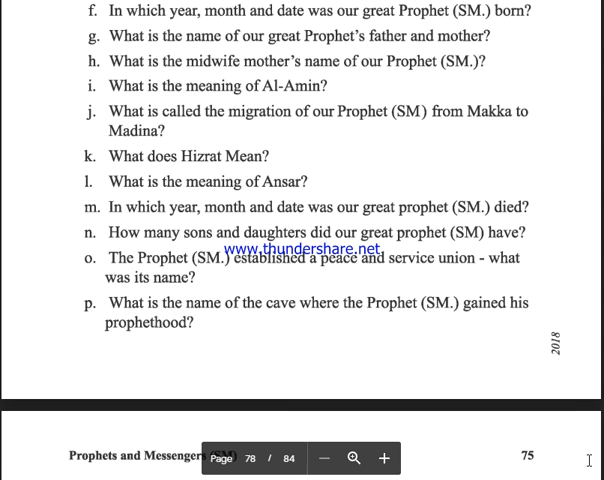 f. In which year, month and date was our great Prophet (SM.) born?
g. What is the name of our great Prophet's father and mother?
h. What is the midwife mother's name of our Prophet (SM.)?
i. What is the meaning of Al-Amin?
j. What is called the migration of our Prophet (SM) from Makka to
Madina?
k. What does Hizrat Mean?
l. What is the meaning of Ansar?
m. In which year, month and date was our great prophet (SM.) died?
n. How many sons and daughters did our great prophet (SM) have?
www.thundershare.net
o. The Prophet (SM.) established a peace and service union - what
was its name?
p. What is the name of the cave where the Prophet (SM.) gained his
prophethood?
2018
Prophets and Messengers (SM)
75
Page 78 / 84